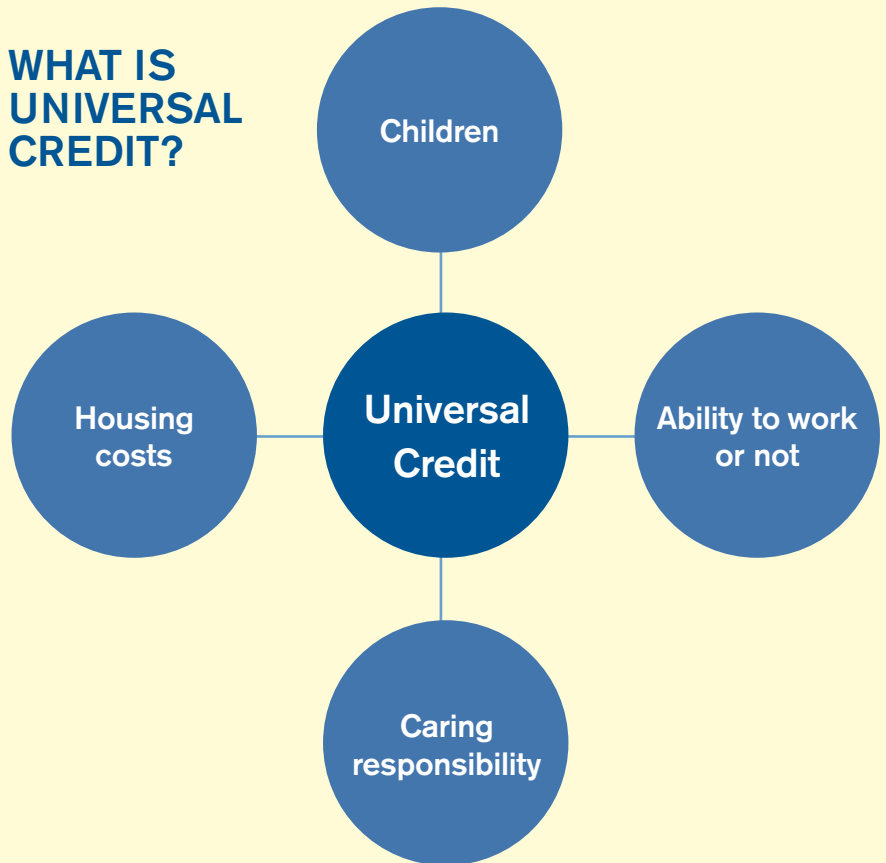 WHAT IS
UNIVERSAL
CREDIT?
Children
Housing
costs
Universal
Credit
Ability to work
or not
Caring
responsibility